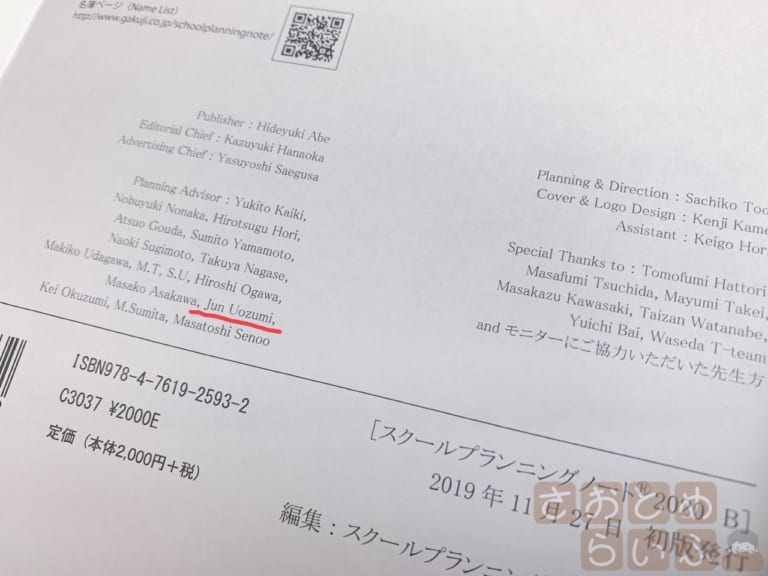 名簿ページ (Name List)
http://www.gakuji.co.jp/schoolplanningnote/
Publisher : Hideyuki Abe
Editorial Chief : Kazuyuki Hanaoka
Advertising Chief : Yasuyoshi Saegusa
Planning Advisor : Yukito Kaiki,
Nobuyuki Nonaka, Hirotsugu Hori,
Atsuo Gouda, Sumito Yamamoto,
Naoki Sugimoto, Takuya Nagase,
Makiko Udagawa, M.T, S.U, Hiroshi Ogawa,
Masako Asakawa, Jun Uozumi,
Kei Okuzumi, M.Sumita, Masatoshi Senoo
Planning & Direction : Sachiko Tod
Cover & Logo Design : Kenji Kame
Assistant : Keigo Hor
Special Thanks to : Tomofumi Hattori
Masafumi Tsuchida, Mayumi Takei,
Masakazu Kawasaki, Taizan Watanabe,
Yuichi Bai, Waseda T-team
and モニターにご協力いただいた先生方
ISBN978-4-7619-2593-2
C3037 ¥2000E
定価 (本体2,000円+税)
[スクールプランニングノート® 2020 B]
2019 年 11 月 27 日 初版発行
編集:スクールプランニング
さおとめ
らいふ